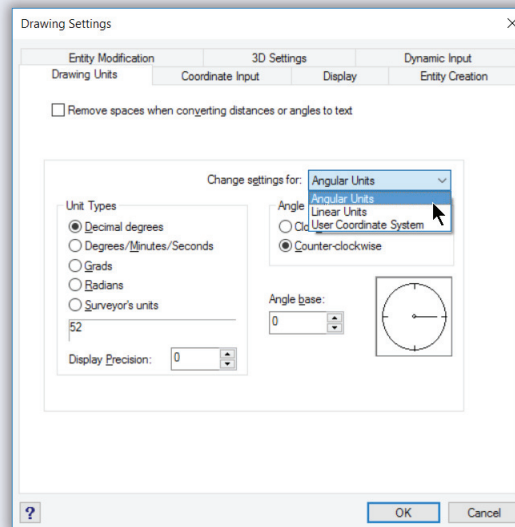 Drawing Settings
Entity Modification 3D Settings Dynamic Input
Drawing Units Coordinate Input Display Entity Creation
Remove spaces when converting distances or angles to text
Change settings for: Angular Units
Angular Units
Linear Units
User Coordinate System
Unit Types
Decimal degrees
Degrees/Minutes/Seconds
Grads
Radians
Surveyor's units
52
Display Precision: 0
Angle
Counter-clockwise
Angle base:
0
? OK Cancel